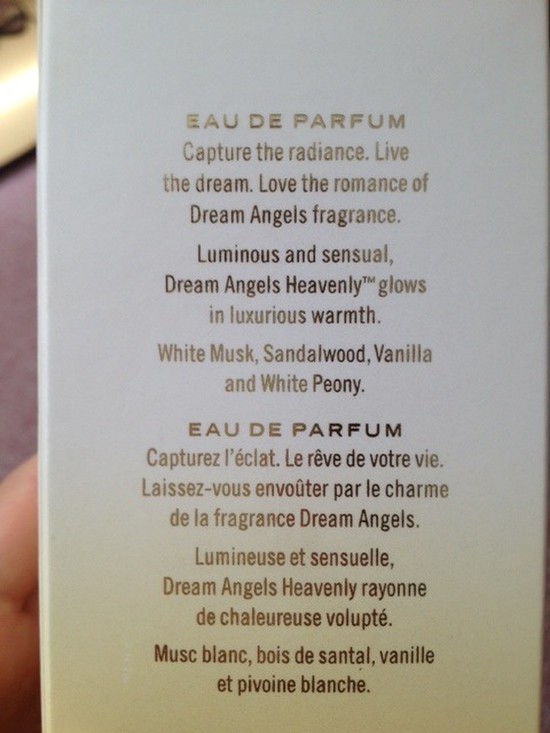 EAU DE PARFUM
Capture the radiance. Live
the dream. Love the romance of
Dream Angels fragrance.
Luminous and sensual,
Dream Angels Heavenly™ glows
in luxurious warmth.
White Musk, Sandalwood, Vanilla
and White Peony.
EAU DE PARFUM
Capturez l'éclat. Le rêve de votre vie.
Laissez-vous envoûter par le charme
de la fragrance Dream Angels.
Lumineuse et sensuelle,
Dream Angels Heavenly rayonne
de chaleureuse volupté.
Musc blanc, bois de santal, vanille
et pivoine blanche.